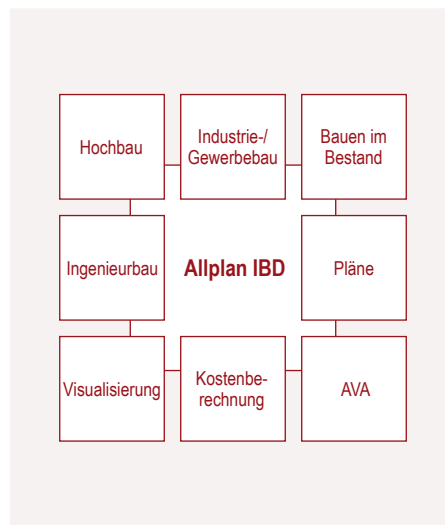 Hochbau
Industrie-/
Gewerbebau
Bauen im
Bestand
Ingenieurbau
Allplan IBD
Pläne
Visualisierung
Kostenbe-
rechnung
AVA